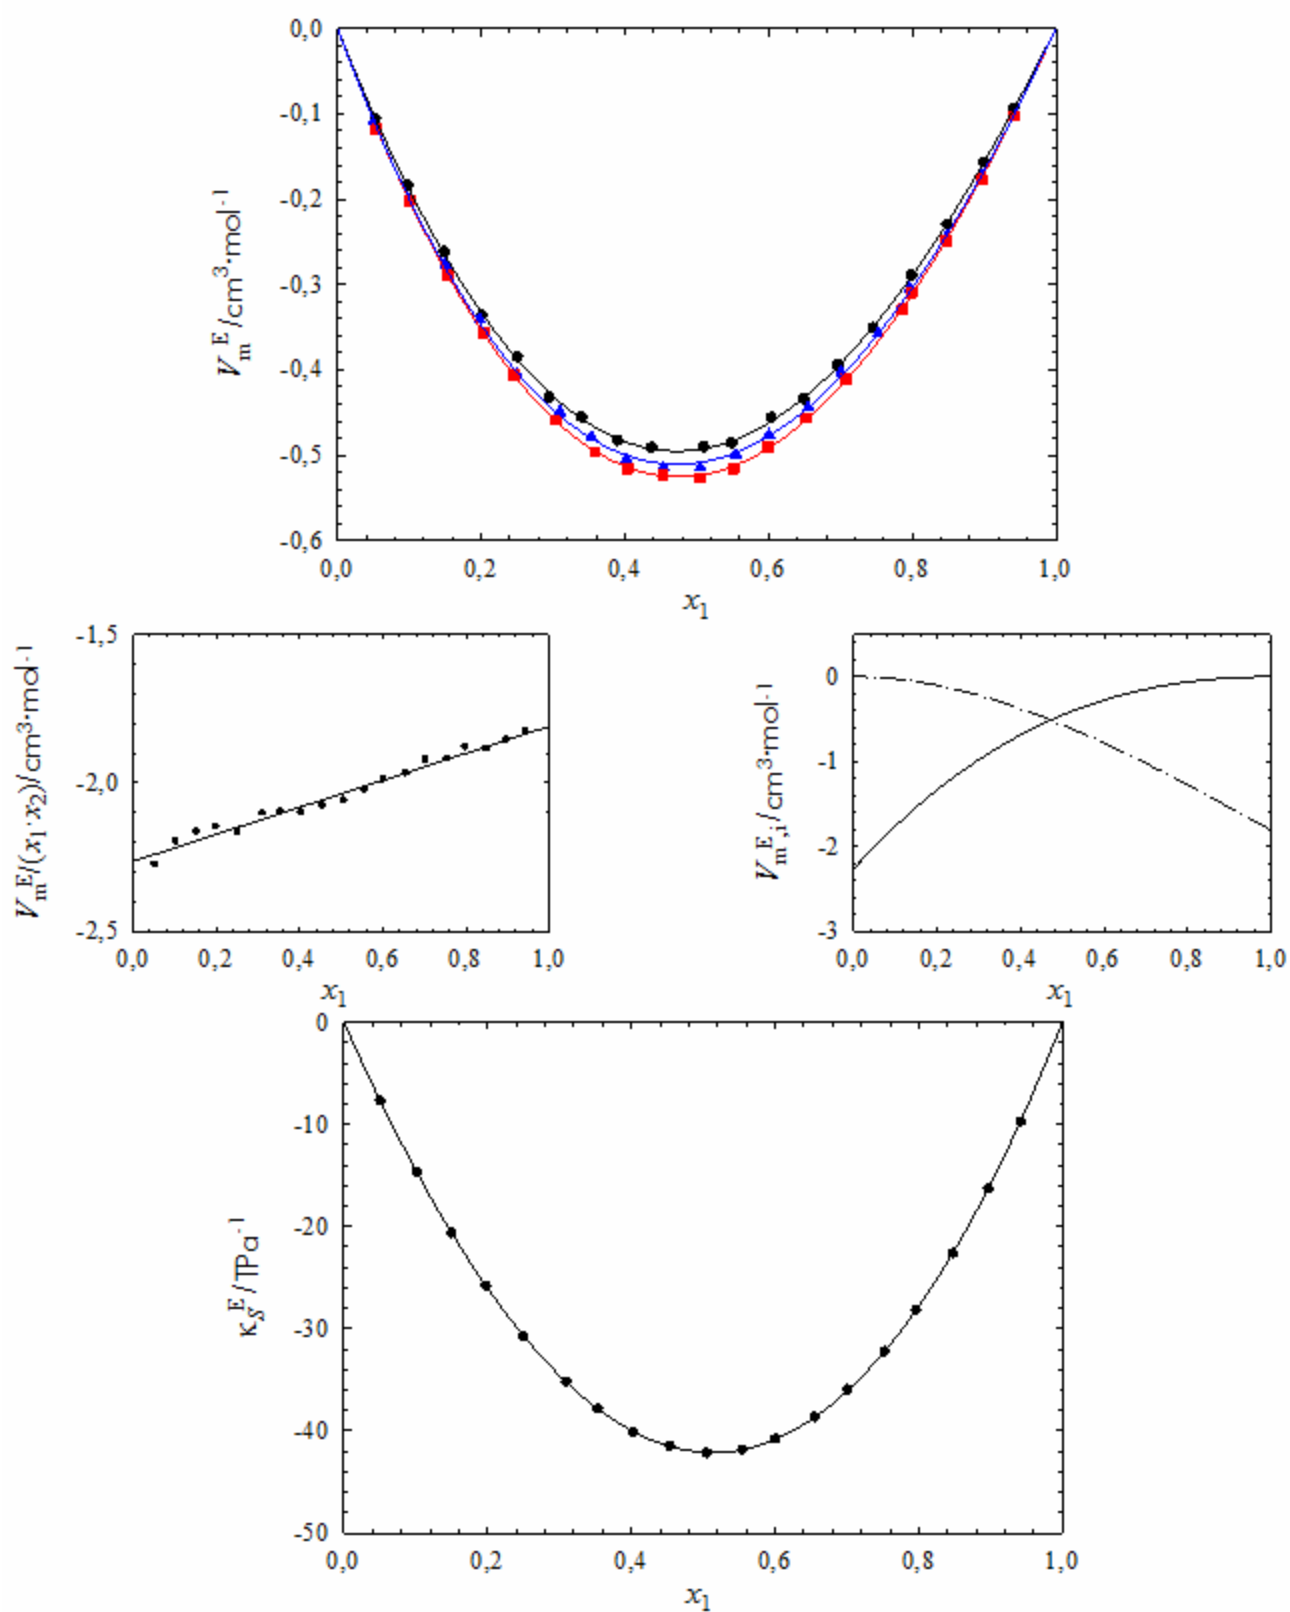 0,0
-0,1
-0,2
-0,3
-0,4
-0,5
-0,6
V_m^E/cm³·mol⁻¹
0,0 0,2 0,4 0,6 0,8 1,0
x₁
-1,5
-2,0
-2,5
V_m^E/(x₁·x₂)/cm³·mol⁻¹
0,0 0,2 0,4 0,6 0,8 1,0
x₁
0
-1
-2
-3
V_m^E,i/cm³·mol⁻¹
0,0 0,2 0,4 0,6 0,8 1,0
x₁
0
-10
-20
-30
-40
-50
κ_S^E/TPa⁻¹
0,0 0,2 0,4 0,6 0,8 1,0
x₁